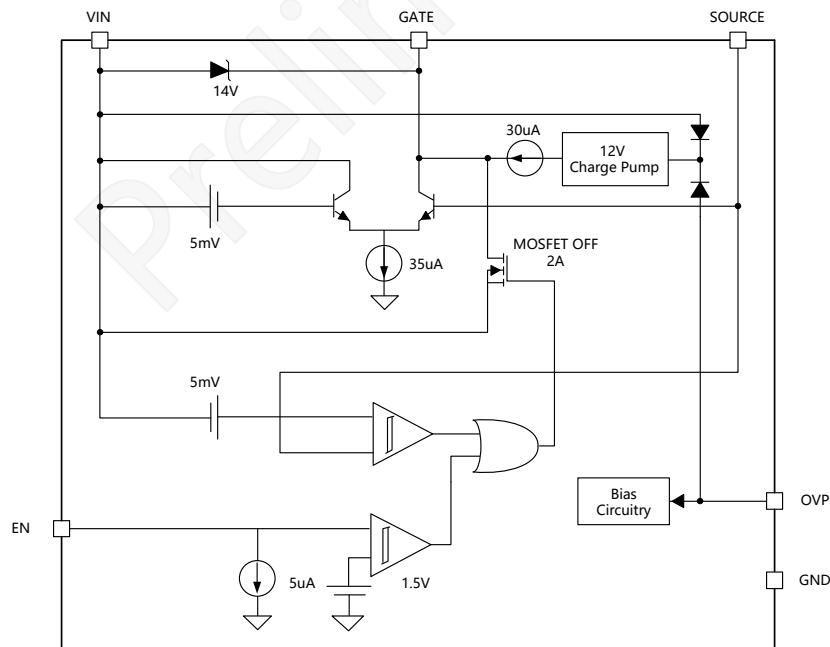 VIN
GATE
SOURCE
14V
30uA
12V
Charge Pump
5mV
35uA
MOSFET OFF
2A
5mV
Bias
Circuitry
OVP
EN
5uA
1.5V
GND
Prelim